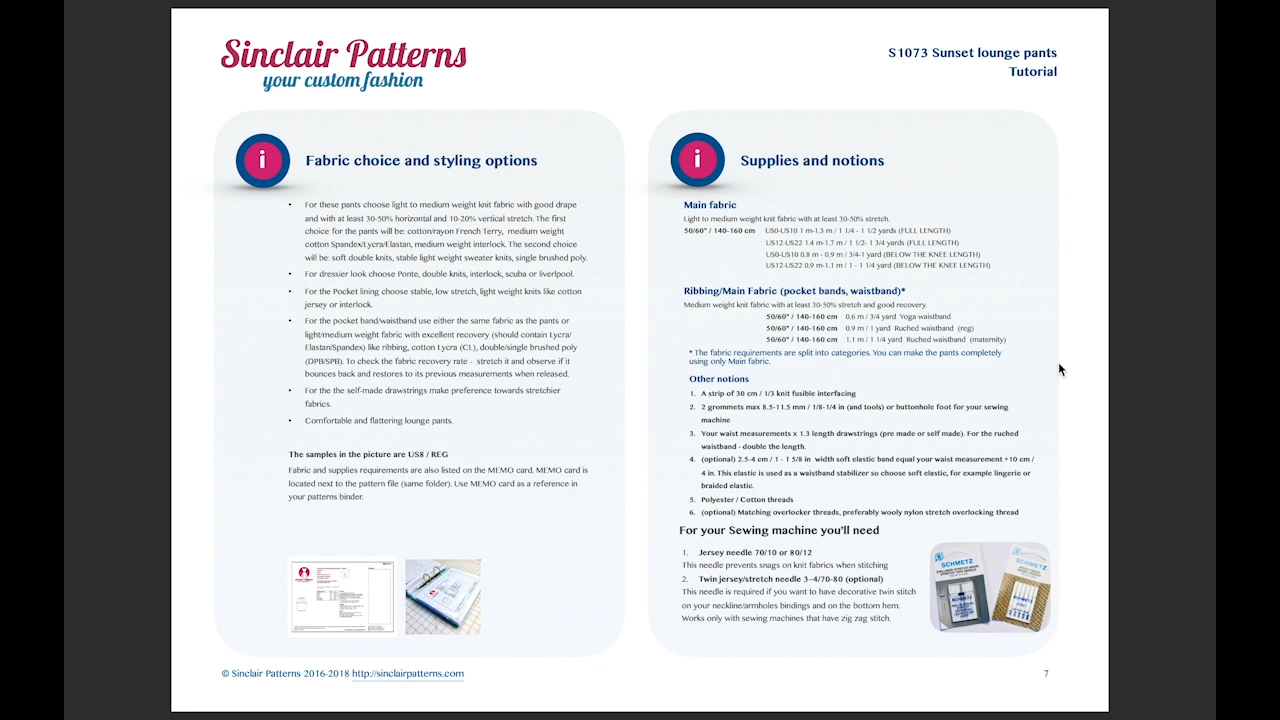 Sinclair Patterns
your custom fashion
S1073 Sunset lounge pants
Tutorial
i
Fabric choice and styling options
• For these pants choose light to medium weight knit fabric with good drape
and with at least 30-50% horizontal and 10-20% vertical stretch. The first
choice for the pants will be: cotton/rayon French Terry, medium weight
cotton Spandex/Lycra/Elastan, medium weight interlock. The second choice
will be: soft double knits, stable light weight sweater knits, single brushed poly.
• For dressier look choose Ponte, double knits, interlock, scuba or liverlpool.
• For the Pocket lining choose stable, low stretch, light weight knits like cotton
jersey or interlock.
• For the pocket band/waistband use either the same fabric as the pants or
light/medium weight fabric with excellent recovery (should contain Lycra/
Elastan/Spandex) like ribbing, cotton Lycra (CL), double/single brushed poly
(DPB/SPB). To check the fabric recovery rate - stretch it and observe if it
bounces back and restores to its previous measurements when released.
• For the the self-made drawstrings make preference towards stretchier
fabrics.
• Comfortable and flattering lounge pants.
The samples in the picture are US8 / REG
Fabric and supplies requirements are also listed on the MEMO card. MEMO card is
located next to the pattern file (same folder). Use MEMO card as a reference in
your patterns binder.
i
Supplies and notions
Main fabric
Light to medium weight knit fabric with at least 30-50% stretch.
50/60" / 140-160 cm US0-US10 1 m-1.3 m / 1 1/4 - 1 1/2 yards (FULL LENGTH)
US12-US22 1.4 m-1.7 m / 1 1/2- 1 3/4 yards (FULL LENGTH)
US0-US10 0.8 m - 0.9 m / 3/4-1 yard (BELOW THE KNEE LENGTH)
US12-US22 0.9 m-1.1 m / 1 - 1 1/4 yard (BELOW THE KNEE LENGTH)
Ribbing/Main Fabric (pocket bands, waistband)*
Medium weight knit fabric with at least 30-50% stretch and good recovery.
50/60" / 140-160 cm 0.6 m / 3/4 yard Yoga waistband
50/60" / 140-160 cm 0.9 m / 1 yard Ruched waistband (reg)
50/60" / 140-160 cm 1.1 m / 1 1/4 yard Ruched waistband (maternity)
* The fabric requirements are split into categories. You can make the pants completely
using only Main fabric.
Other notions
1. A strip of 30 cm / 1/3 knit fusible interfacing
2. 2 grommets max 8.5-11.5 mm / 1/8-1/4 in (and tools) or buttonhole foot for your sewing
machine
3. Your waist measurements x 1.3 length drawstrings (pre made or self made). For the ruched
waistband - double the length.
4. (optional) 2.5-4 cm / 1 - 1 5/8 in width soft elastic band equal your waist measurement +10 cm /
4 in. This elastic is used as a waistband stabilizer so choose soft elastic, for example lingerie or
braided elastic.
5. Polyester / Cotton threads
6. (optional) Matching overlocker threads, preferably wooly nylon stretch overlocking thread
For your Sewing machine you'll need
1. Jersey needle 70/10 or 80/12
This needle prevents snags on knit fabrics when stitching
2. Twin jersey/stretch needle 3–4/70-80 (optional)
This needle is required if you want to have decorative twin stitch
on your neckline/armholes bindings and on the bottom hem.
Works only with sewing machines that have zig zag stitch.
SCHMETZ
SCHMETZ
© Sinclair Patterns 2016-2018 http://sinclairpatterns.com
7